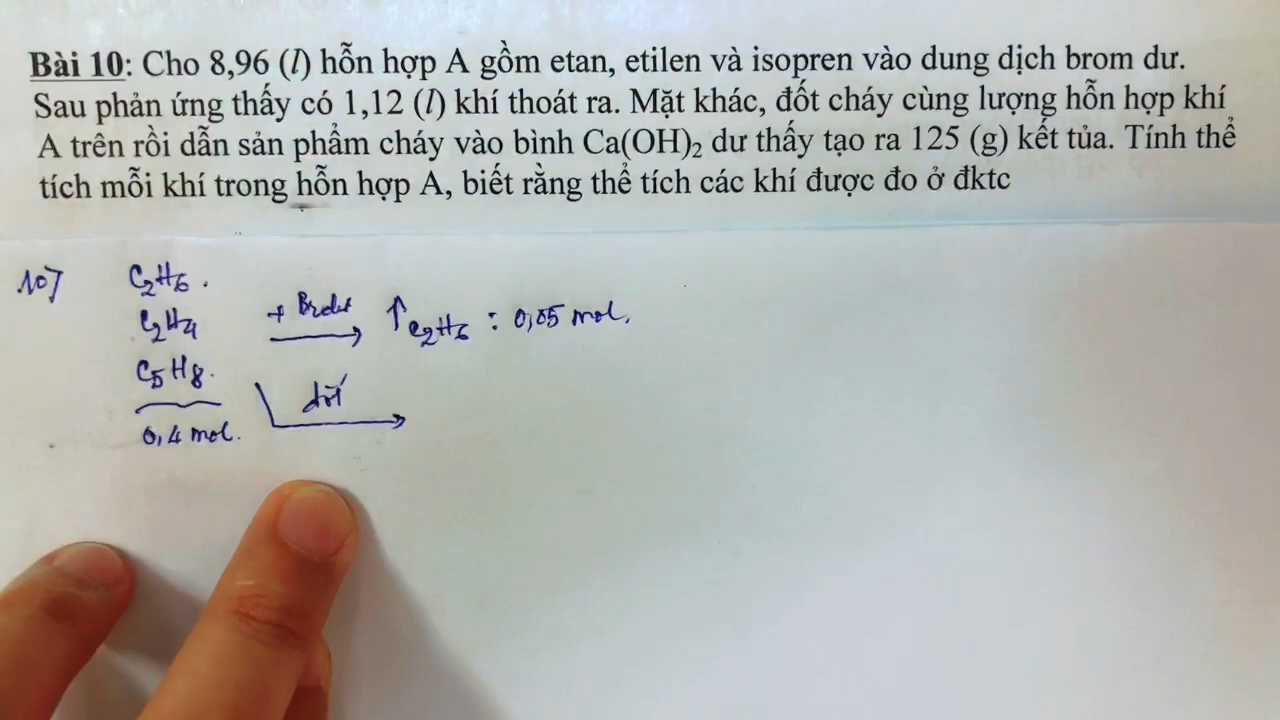 Bài 10: Cho 8,96 (l) hỗn hợp A gồm etan, etilen và isopren vào dung dịch brom dư.
Sau phản ứng thấy có 1,12 (l) khí thoát ra. Mặt khác, đốt cháy cùng lượng hỗn hợp khí
A trên rồi dẫn sản phẩm cháy vào bình Ca(OH)₂ dư thấy tạo ra 125 (g) kết tủa. Tính thể
tích mỗi khí trong hỗn hợp A, biết rằng thể tích các khí được đo ở đktc
10)
C₂H₆.
C₂H₄
+ Brdư → ↑C₂H₆ : 0,05 mol.
C₅H₈.
đốt →
0,4 mol.